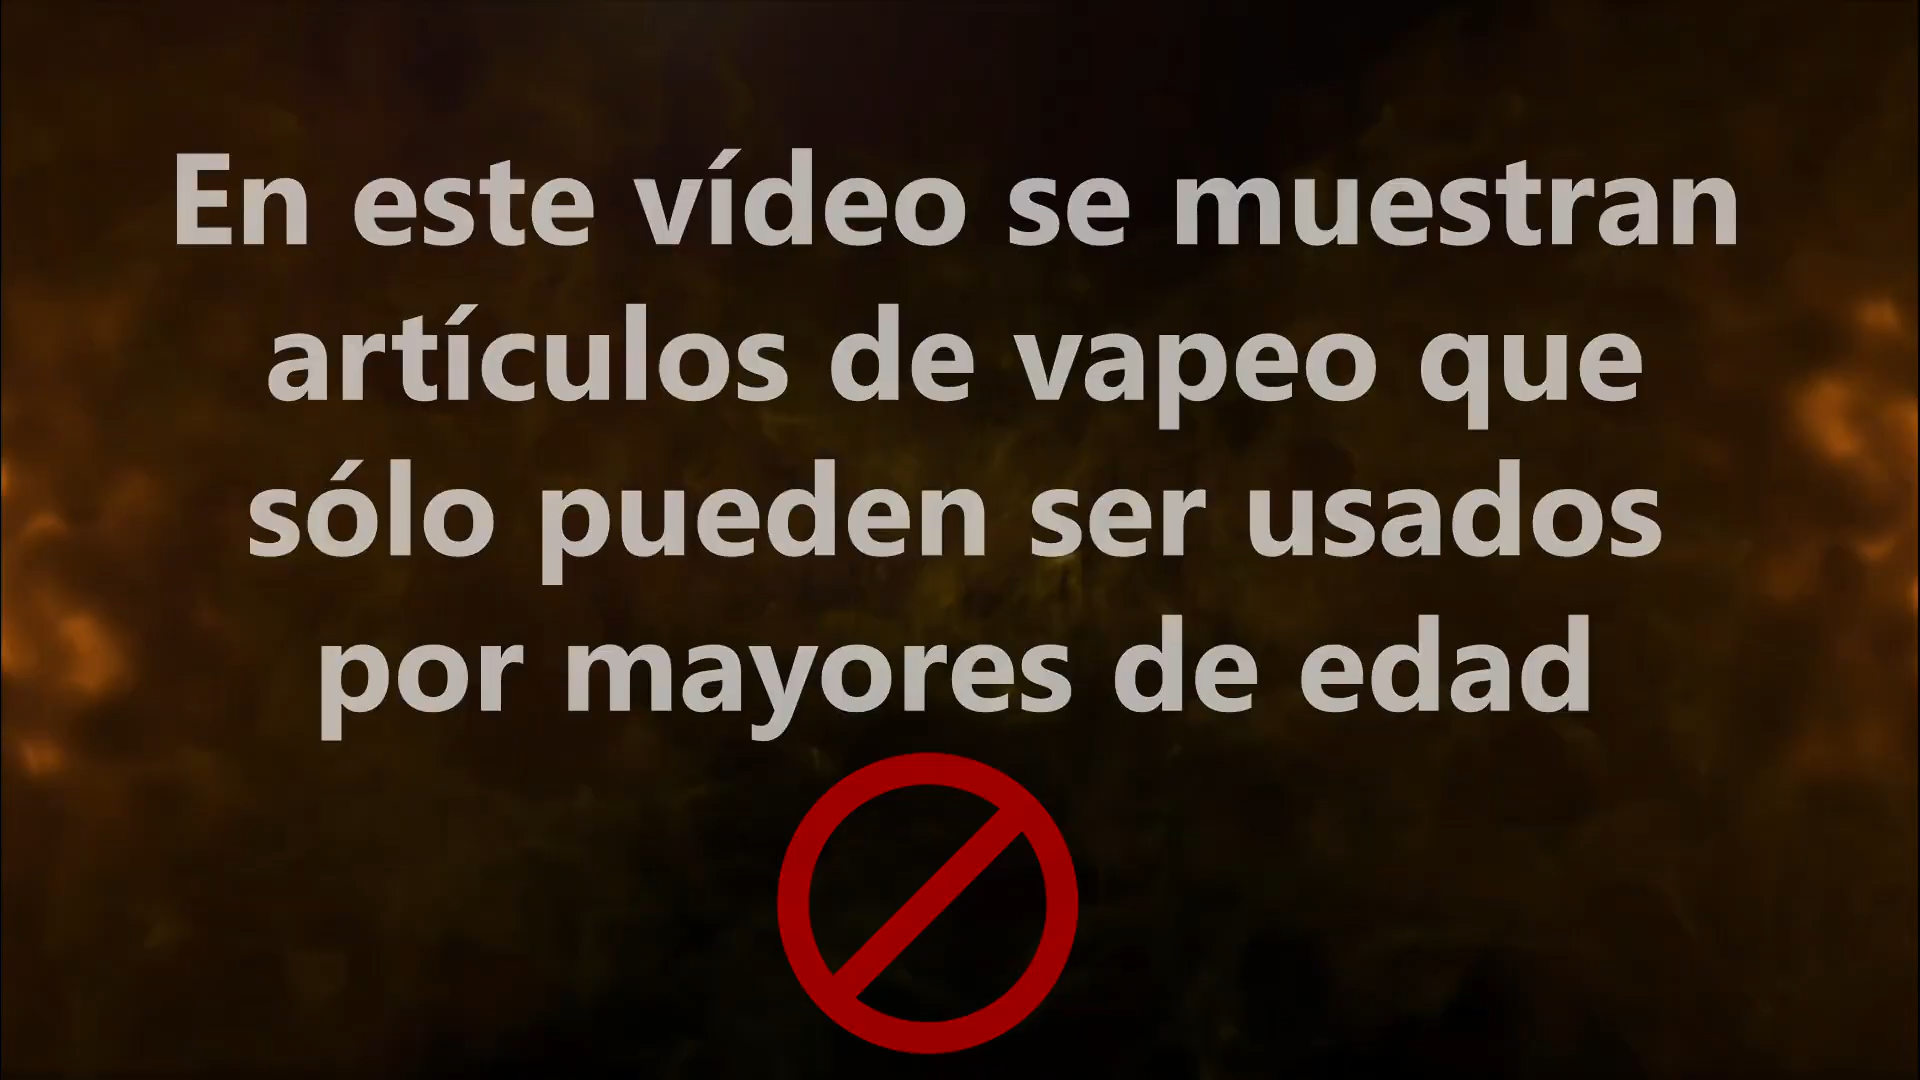 En este vídeo se muestran
artículos de vapeo que
sólo pueden ser usados
por mayores de edad